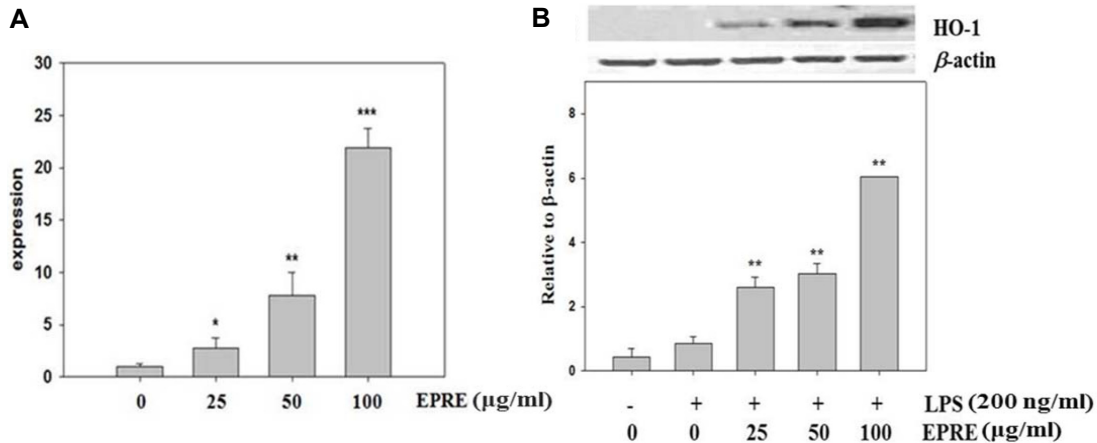 A
30
25
20
15
10
5
0
expression
*
**
***
0 25 50 100 EPRE (μg/ml)
B
HO-1
β-actin
8
6
4
2
0
Relative to β-actin
**
**
**
- + + + + LPS (200 ng/ml)
0 0 25 50 100 EPRE (μg/ml)